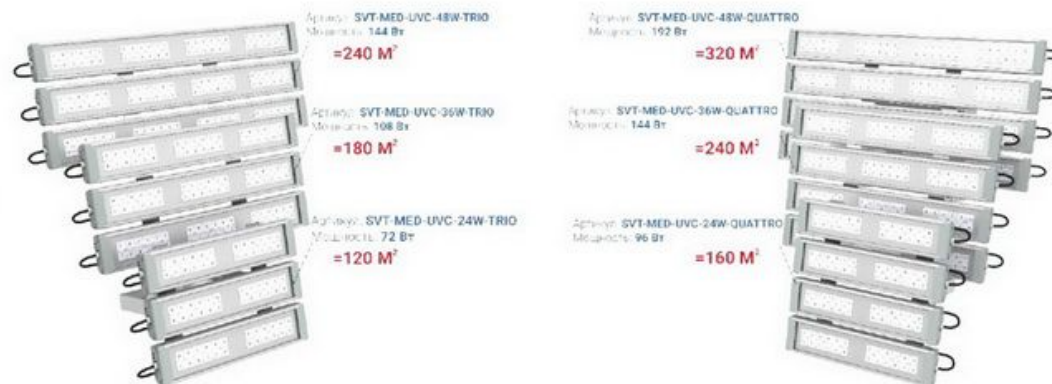 Артикул: SVT-MED-UVC-48W-TRIO
Мощность: 144 Вт
=240 М²
Артикул: SVT-MED-UVC-36W-TRIO
Мощность: 108 Вт
=180 М²
Артикул: SVT-MED-UVC-24W-TRIO
Мощность: 72 Вт
=120 М²
Артикул: SVT-MED-UVC-48W-QUATTRO
Мощность: 192 Вт
=320 М²
Артикул: SVT-MED-UVC-36W-QUATTRO
Мощность: 144 Вт
=240 М²
Артикул: SVT-MED-UVC-24W-QUATTRO
Мощность: 96 Вт
=160 М²